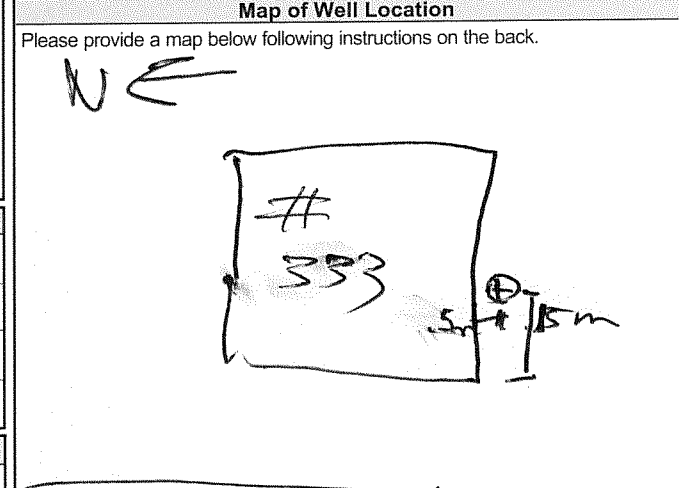 Map of Well Location
Please provide a map below following instructions on the back.
N
#
333
.5m
15m